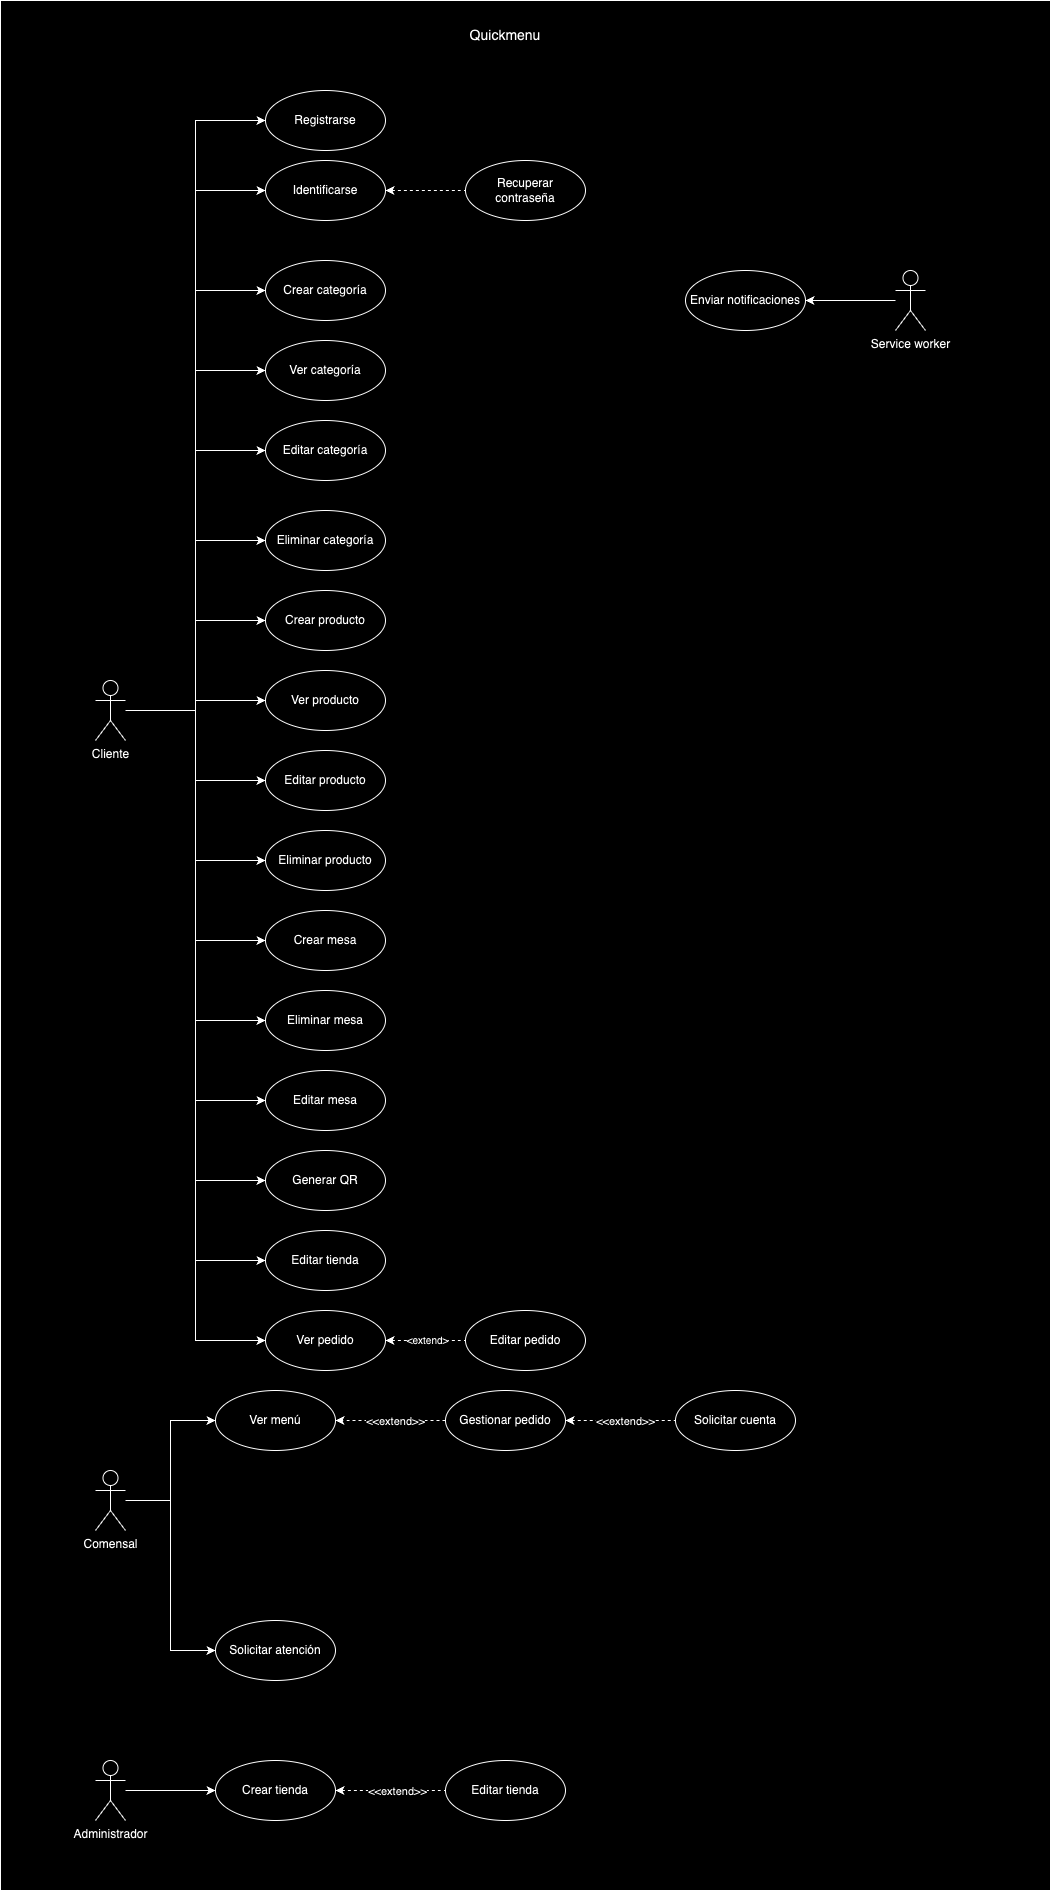 Quickmenu
Registrarse
Identificarse
Recuperar
contraseña
Crear categoría
Enviar notificaciones
Service worker
Ver categoría
Editar categoría
Eliminar categoría
Crear producto
Ver producto
Cliente
Editar producto
Eliminar producto
Crear mesa
Eliminar mesa
Editar mesa
Generar QR
Editar tienda
Ver pedido
<extend>
Editar pedido
Ver menú
<<extend>>
Gestionar pedido
<<extend>>
Solicitar cuenta
Comensal
Solicitar atención
Crear tienda
<<extend>>
Editar tienda
Administrador